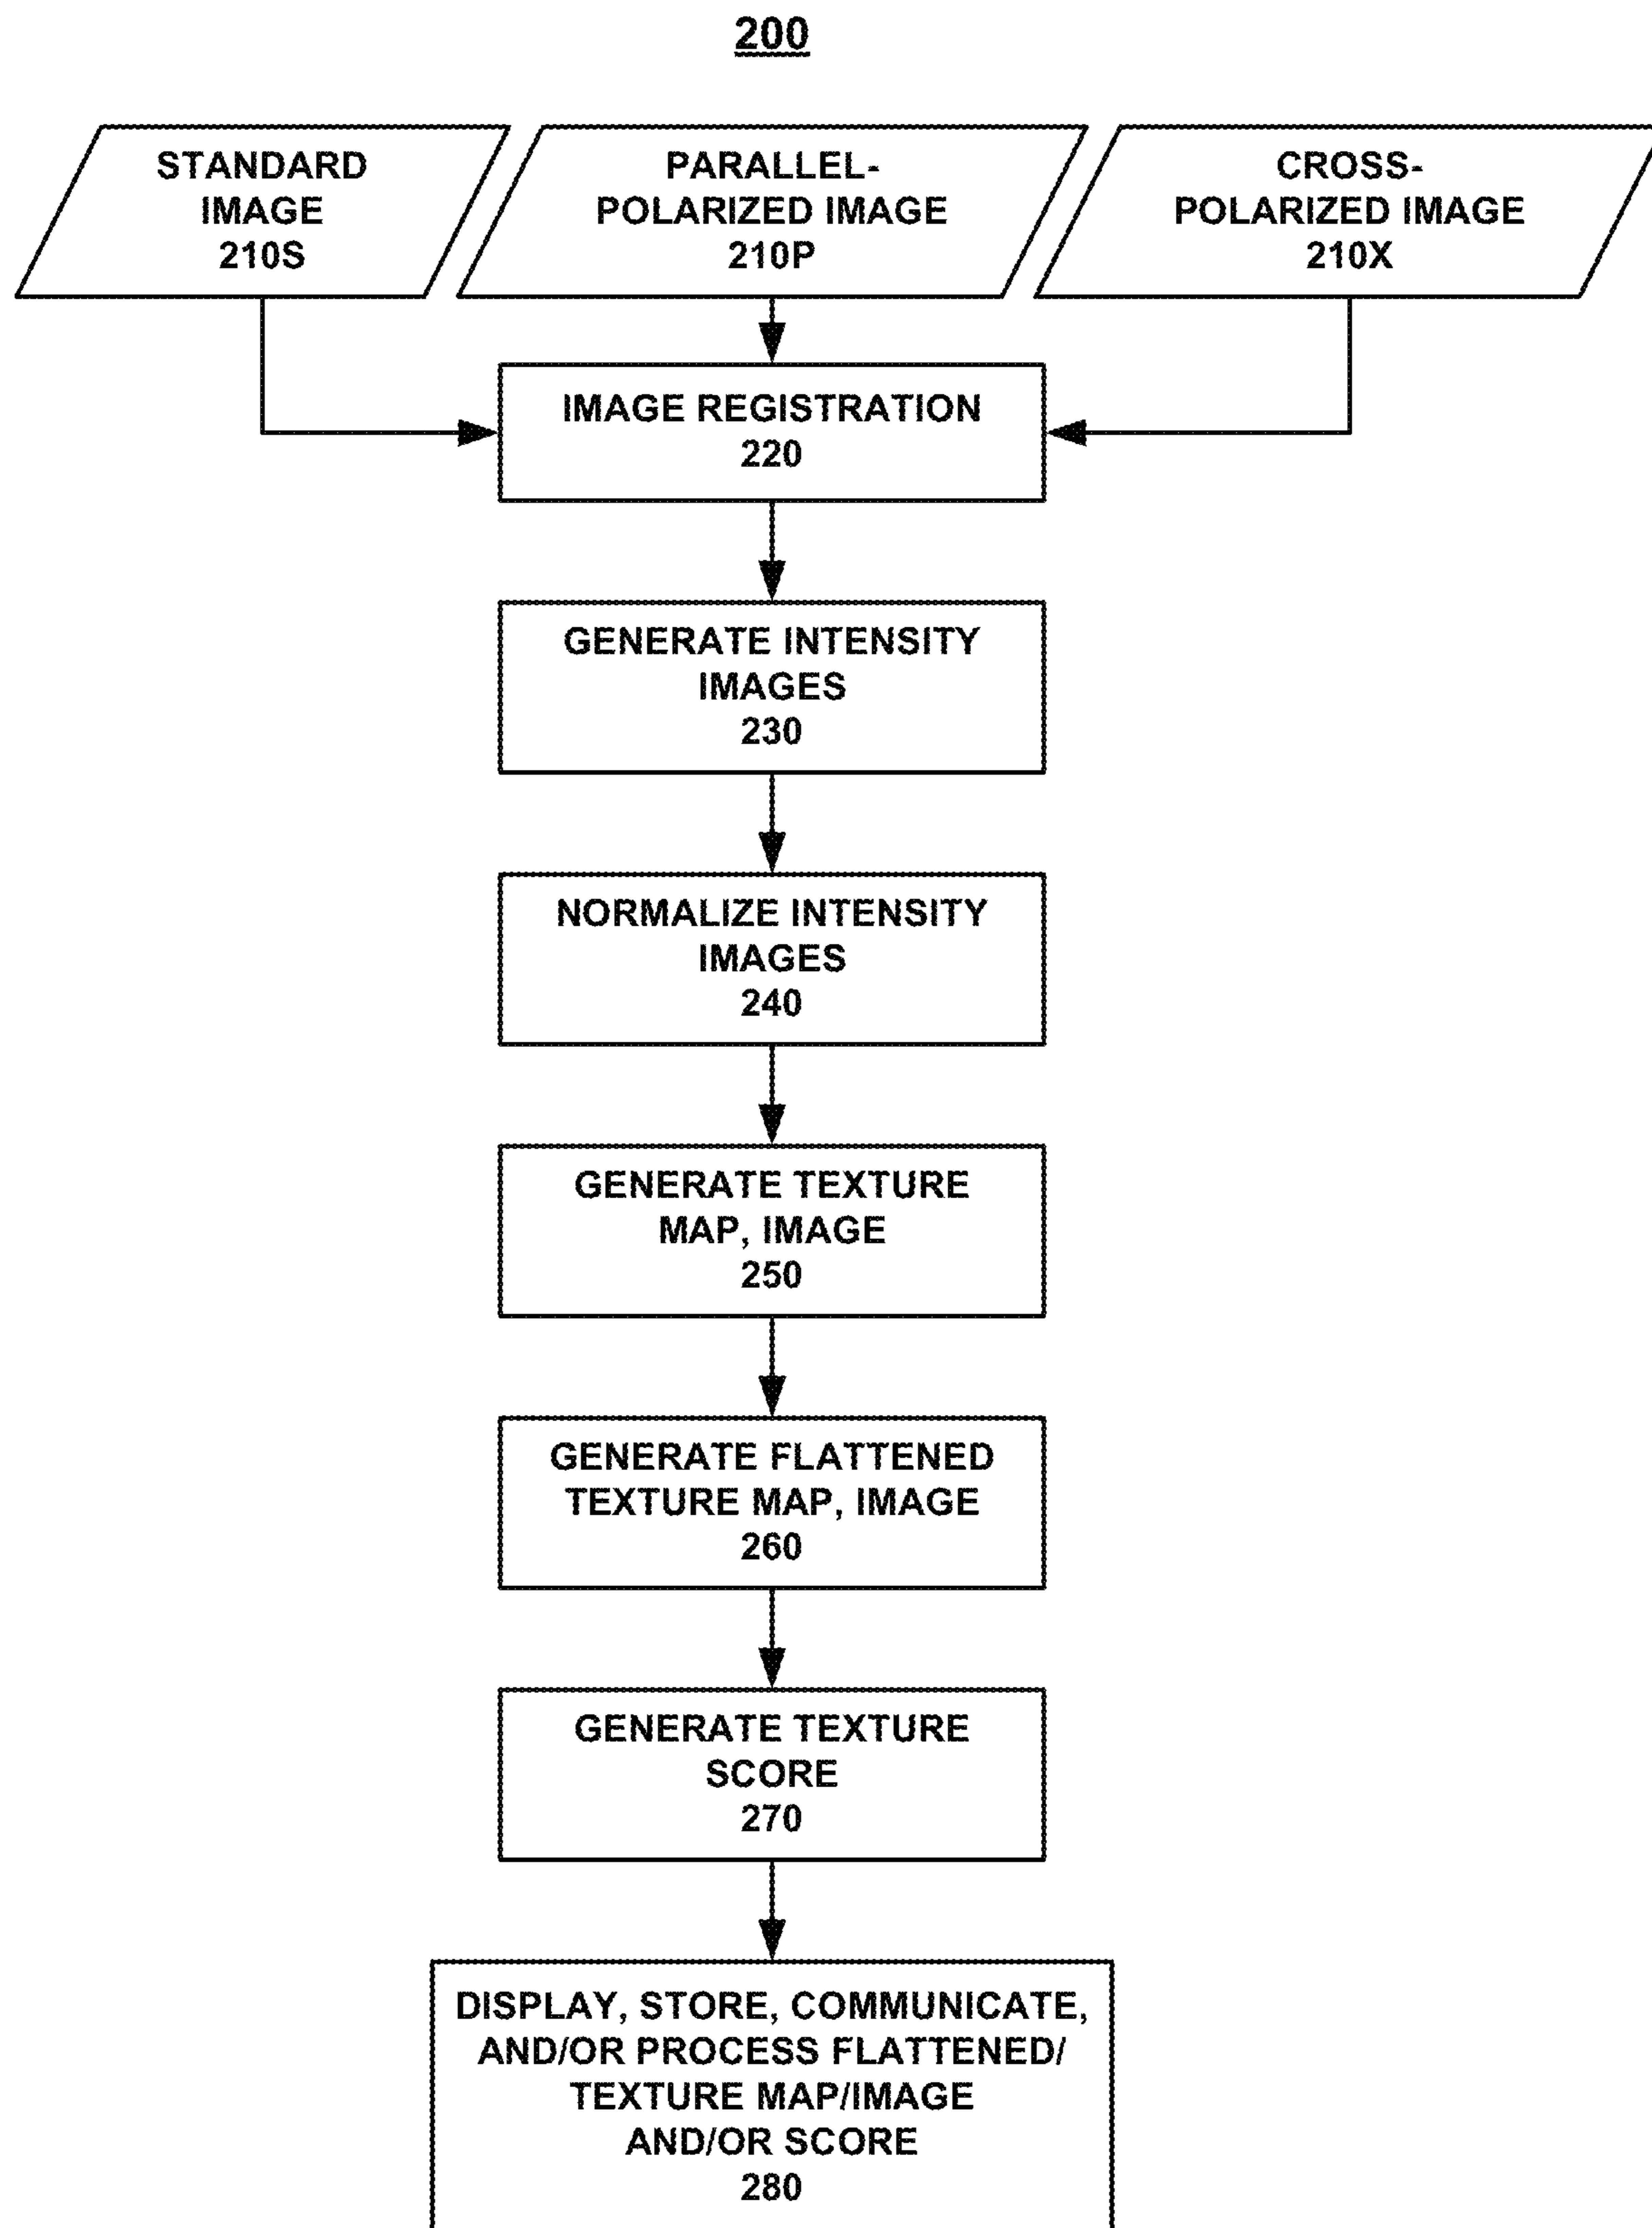 200
STANDARD
IMAGE
210S
PARALLEL-
POLARIZED IMAGE
210P
CROSS-
POLARIZED IMAGE
210X
IMAGE REGISTRATION
220
GENERATE INTENSITY
IMAGES
230
NORMALIZE INTENSITY
IMAGES
240
GENERATE TEXTURE
MAP, IMAGE
250
GENERATE FLATTENED
TEXTURE MAP, IMAGE
260
GENERATE TEXTURE
SCORE
270
DISPLAY, STORE, COMMUNICATE,
AND/OR PROCESS FLATTENED/
TEXTURE MAP/IMAGE
AND/OR SCORE
280